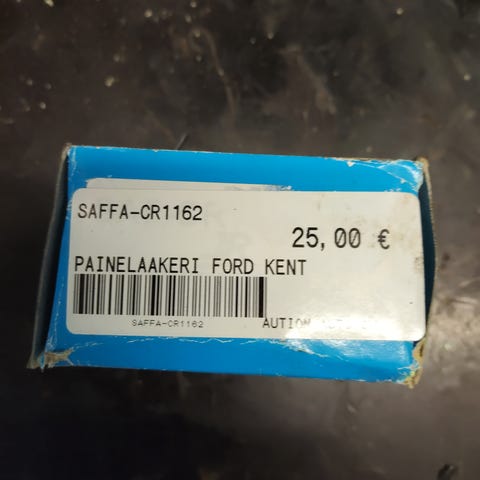 SAFFA-CR1162
25,00 €
PAINELAAKERI FORD KENT
SAFFA-CR1162